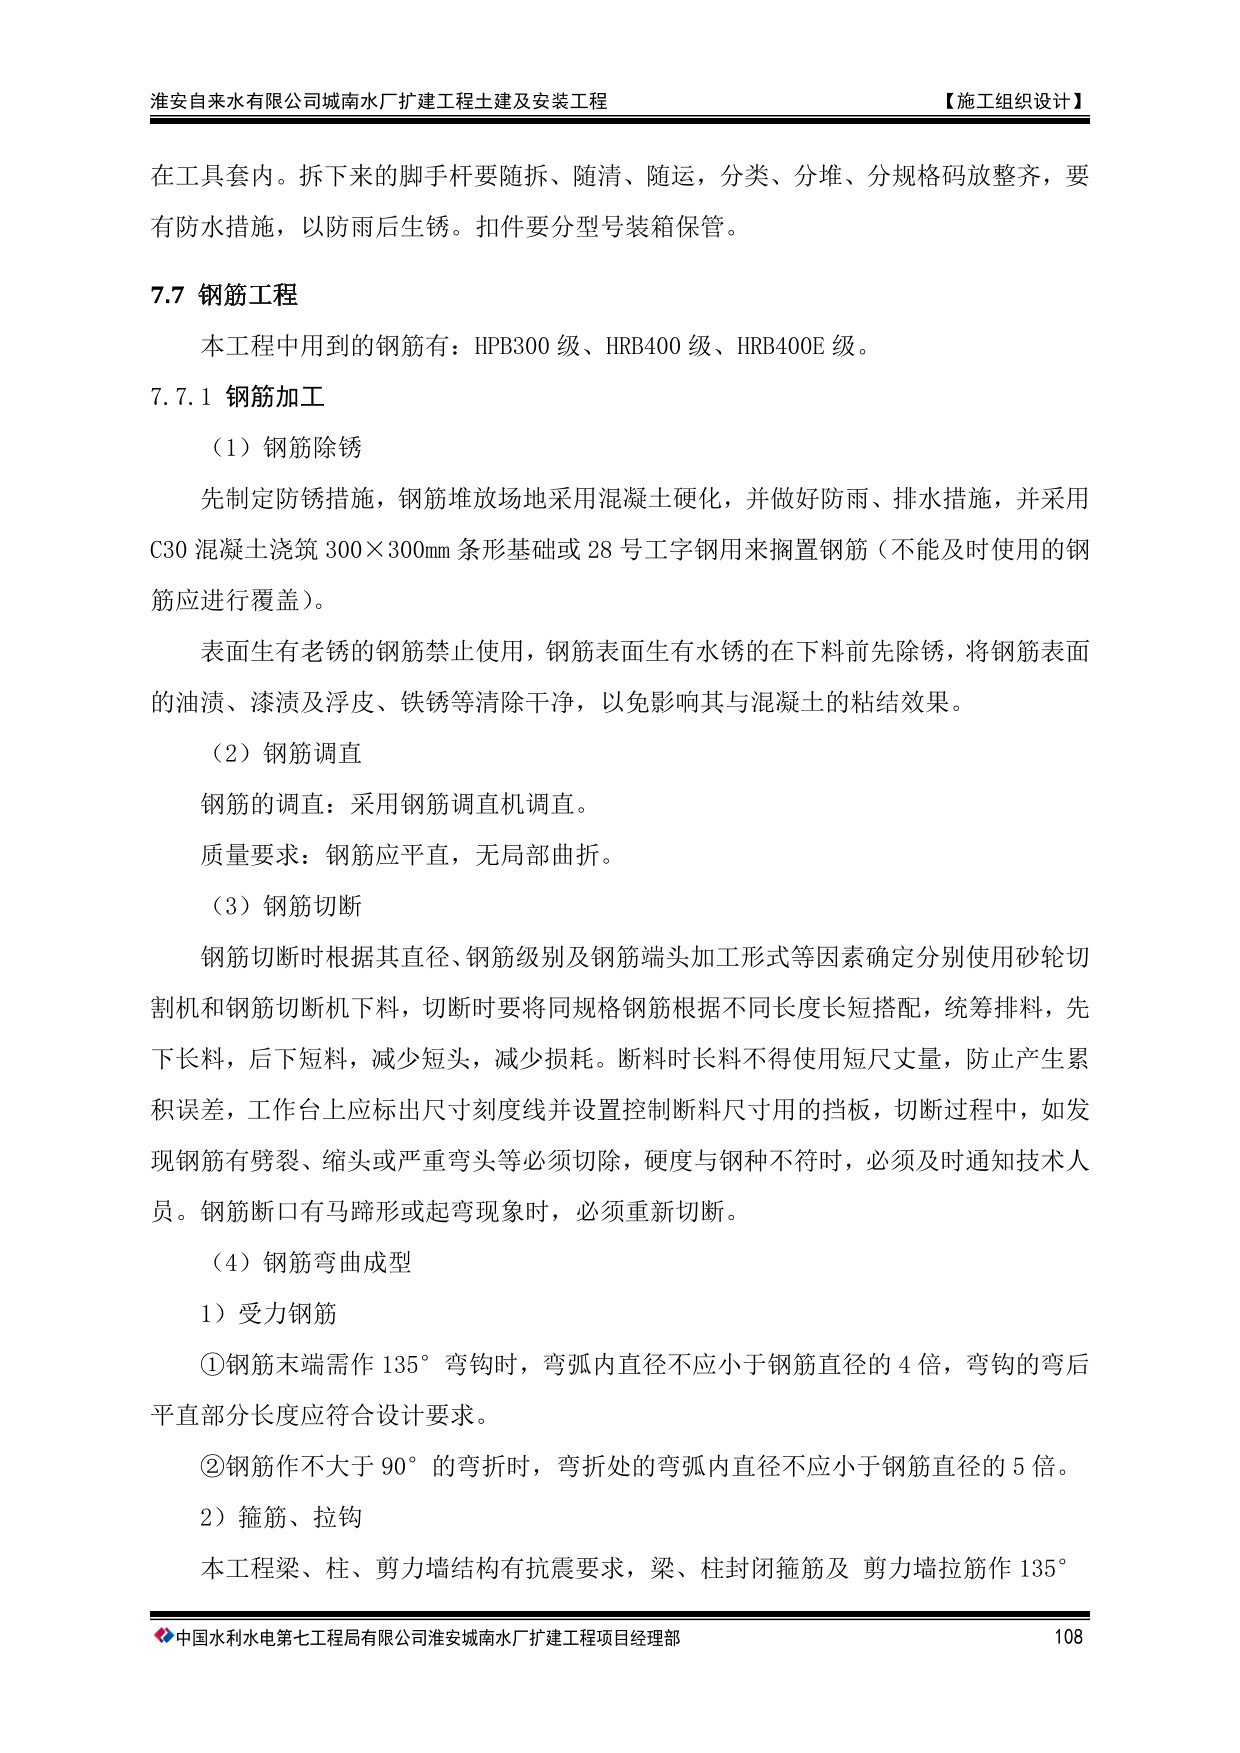 淮安自来水有限公司城南水厂扩建工程土建及安装工程 【施工组织设计】
在工具套内。拆下来的脚手杆要随拆、随清、随运，分类、分堆、分规格码放整齐，要
有防水措施，以防雨后生锈。扣件要分型号装箱保管。
7.7 钢筋工程
本工程中用到的钢筋有：HPB300 级、HRB400 级、HRB400E 级。
7.7.1 钢筋加工
（1）钢筋除锈
先制定防锈措施，钢筋堆放场地采用混凝土硬化，并做好防雨、排水措施，并采用
C30 混凝土浇筑 300×300mm 条形基础或 28 号工字钢用来搁置钢筋（不能及时使用的钢
筋应进行覆盖）。
表面生有老锈的钢筋禁止使用，钢筋表面生有水锈的在下料前先除锈，将钢筋表面
的油渍、漆渍及浮皮、铁锈等清除干净，以免影响其与混凝土的粘结效果。
（2）钢筋调直
钢筋的调直：采用钢筋调直机调直。
质量要求：钢筋应平直，无局部曲折。
（3）钢筋切断
钢筋切断时根据其直径、钢筋级别及钢筋端头加工形式等因素确定分别使用砂轮切
割机和钢筋切断机下料，切断时要将同规格钢筋根据不同长度长短搭配，统筹排料，先
下长料，后下短料，减少短头，减少损耗。断料时长料不得使用短尺丈量，防止产生累
积误差，工作台上应标出尺寸刻度线并设置控制断料尺寸用的挡板，切断过程中，如发
现钢筋有劈裂、缩头或严重弯头等必须切除，硬度与钢种不符时，必须及时通知技术人
员。钢筋断口有马蹄形或起弯现象时，必须重新切断。
（4）钢筋弯曲成型
1）受力钢筋
①钢筋末端需作 135°弯钩时，弯弧内直径不应小于钢筋直径的 4 倍，弯钩的弯后
平直部分长度应符合设计要求。
②钢筋作不大于 90°的弯折时，弯折处的弯弧内直径不应小于钢筋直径的 5 倍。
2）箍筋、拉钩
本工程梁、柱、剪力墙结构有抗震要求，梁、柱封闭箍筋及 剪力墙拉筋作 135°
中国水利水电第七工程局有限公司淮安城南水厂扩建工程项目经理部 108